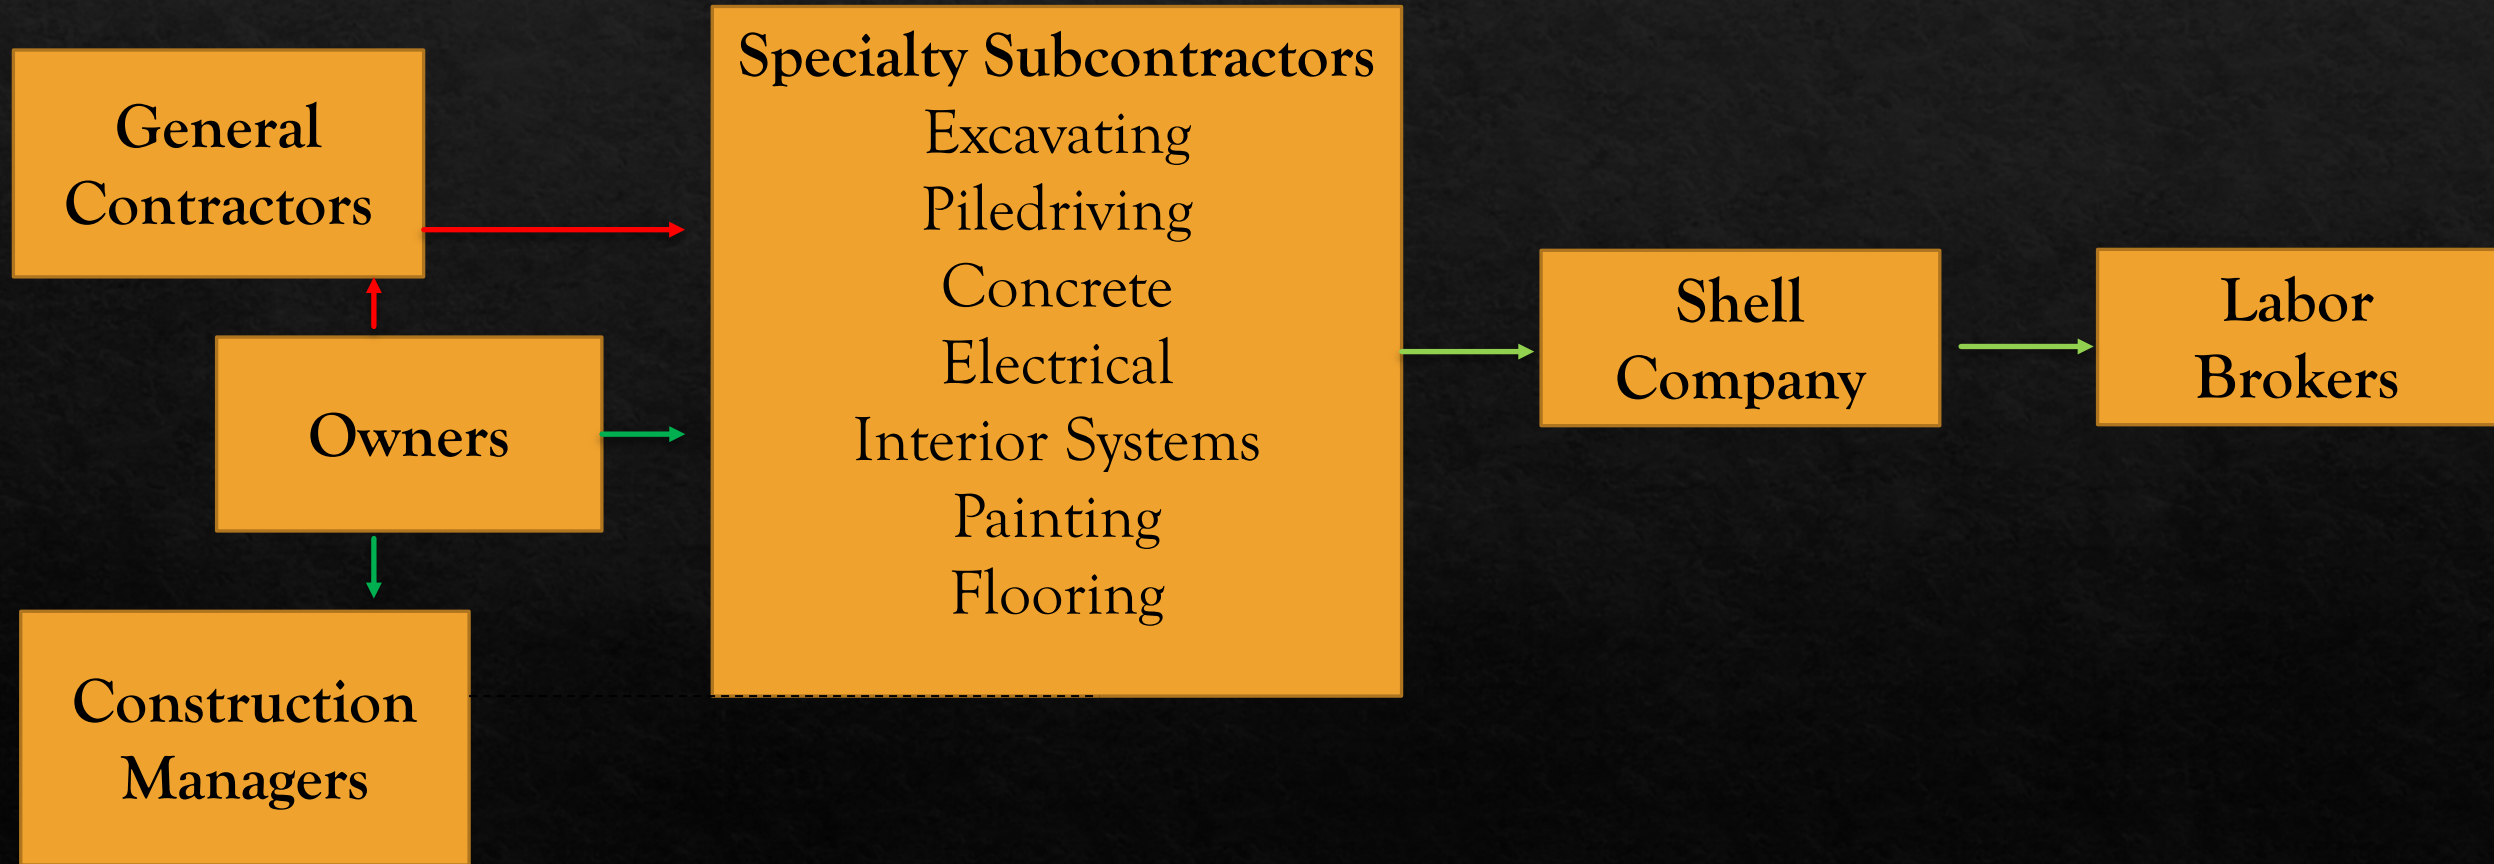 General
Contractors
Owners
Construction
Managers
Specialty Subcontractors
Excavating
Piledriving
Concrete
Electrical
Interior Systems
Painting
Flooring
Shell
Company
Labor
Brokers